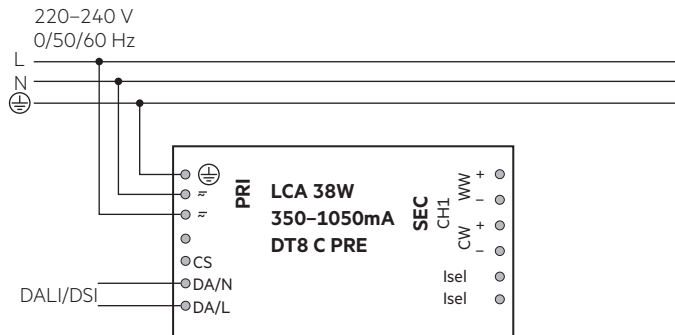 220–240 V
0/50/60 Hz
L
N
PRI
LCA 38W
350–1050mA
DT8 C PRE
SEC
CH1
WW
+
−
CW
+
−
≂
≂
CS
Isel
DA/N
Isel
DA/L
DALI/DSI